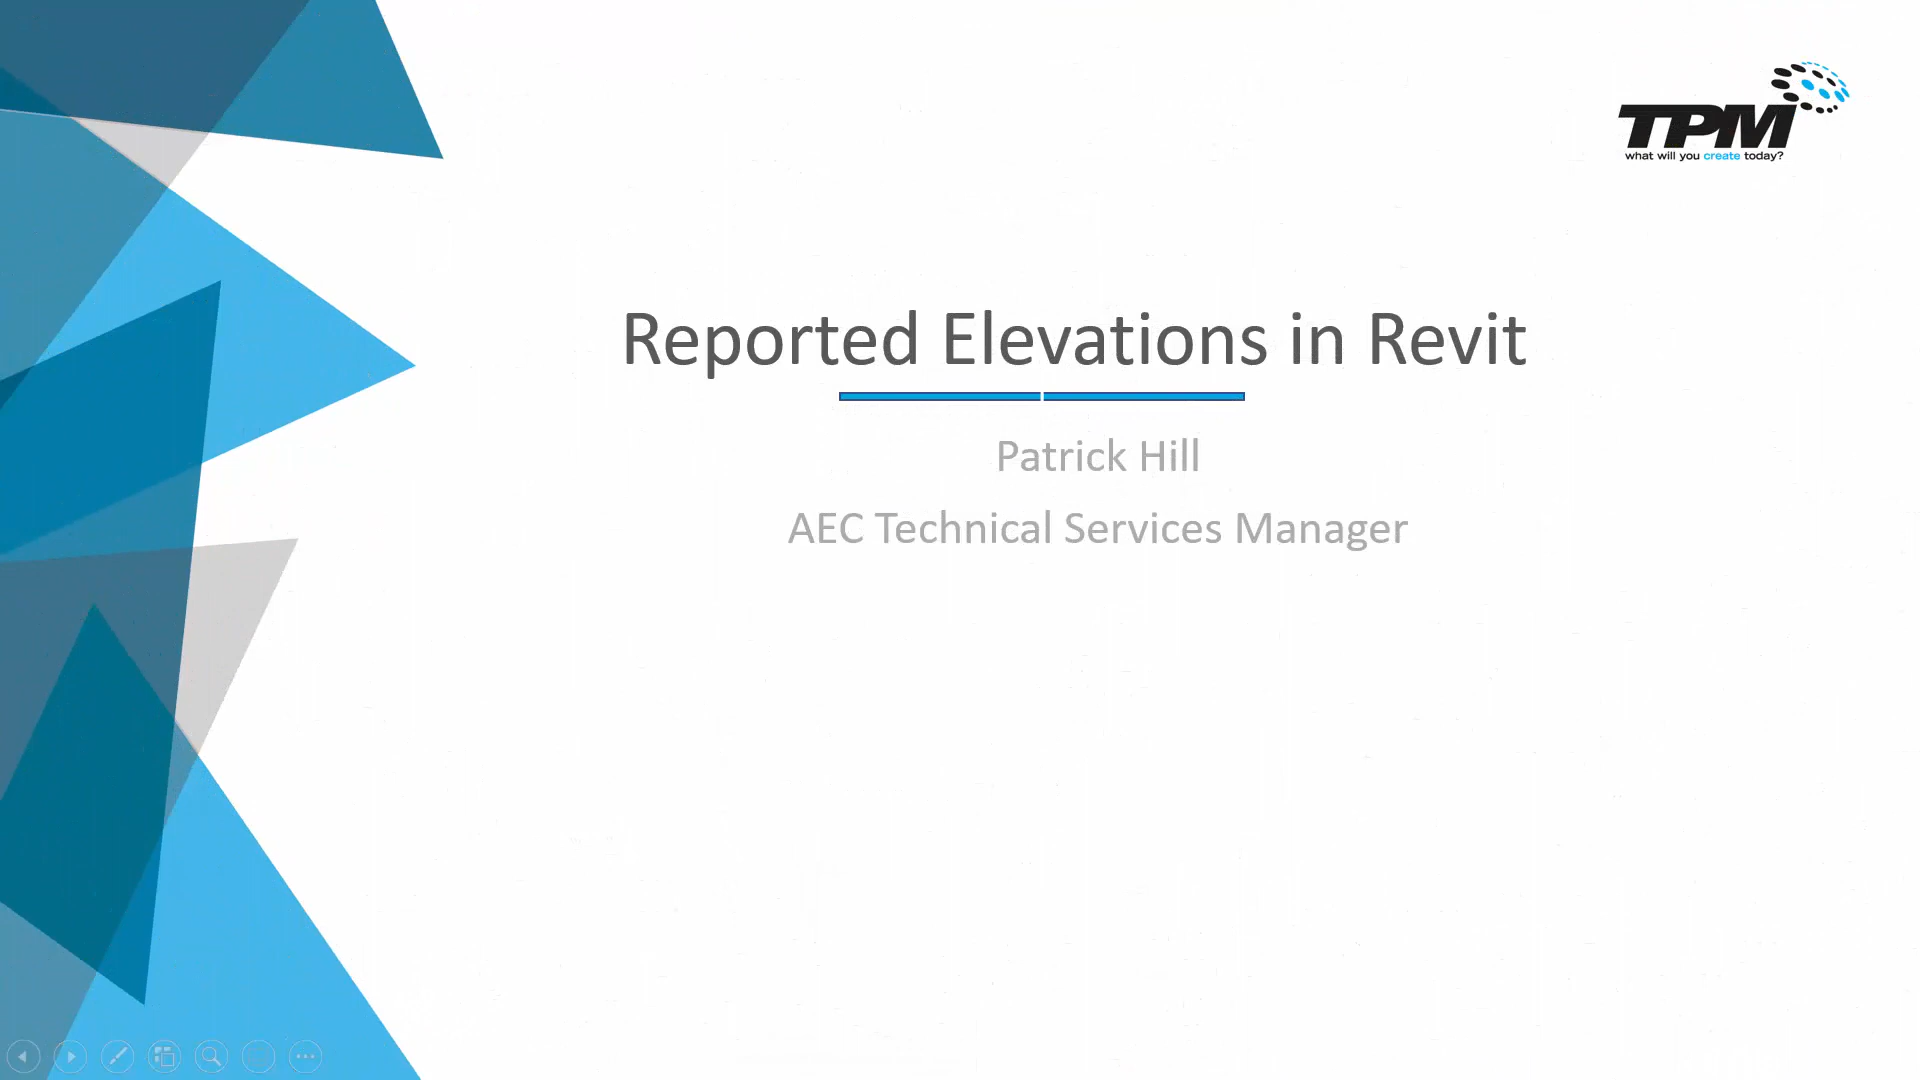 TPM
what will you create today?
Reported Elevations in Revit
Patrick Hill
AEC Technical Services Manager